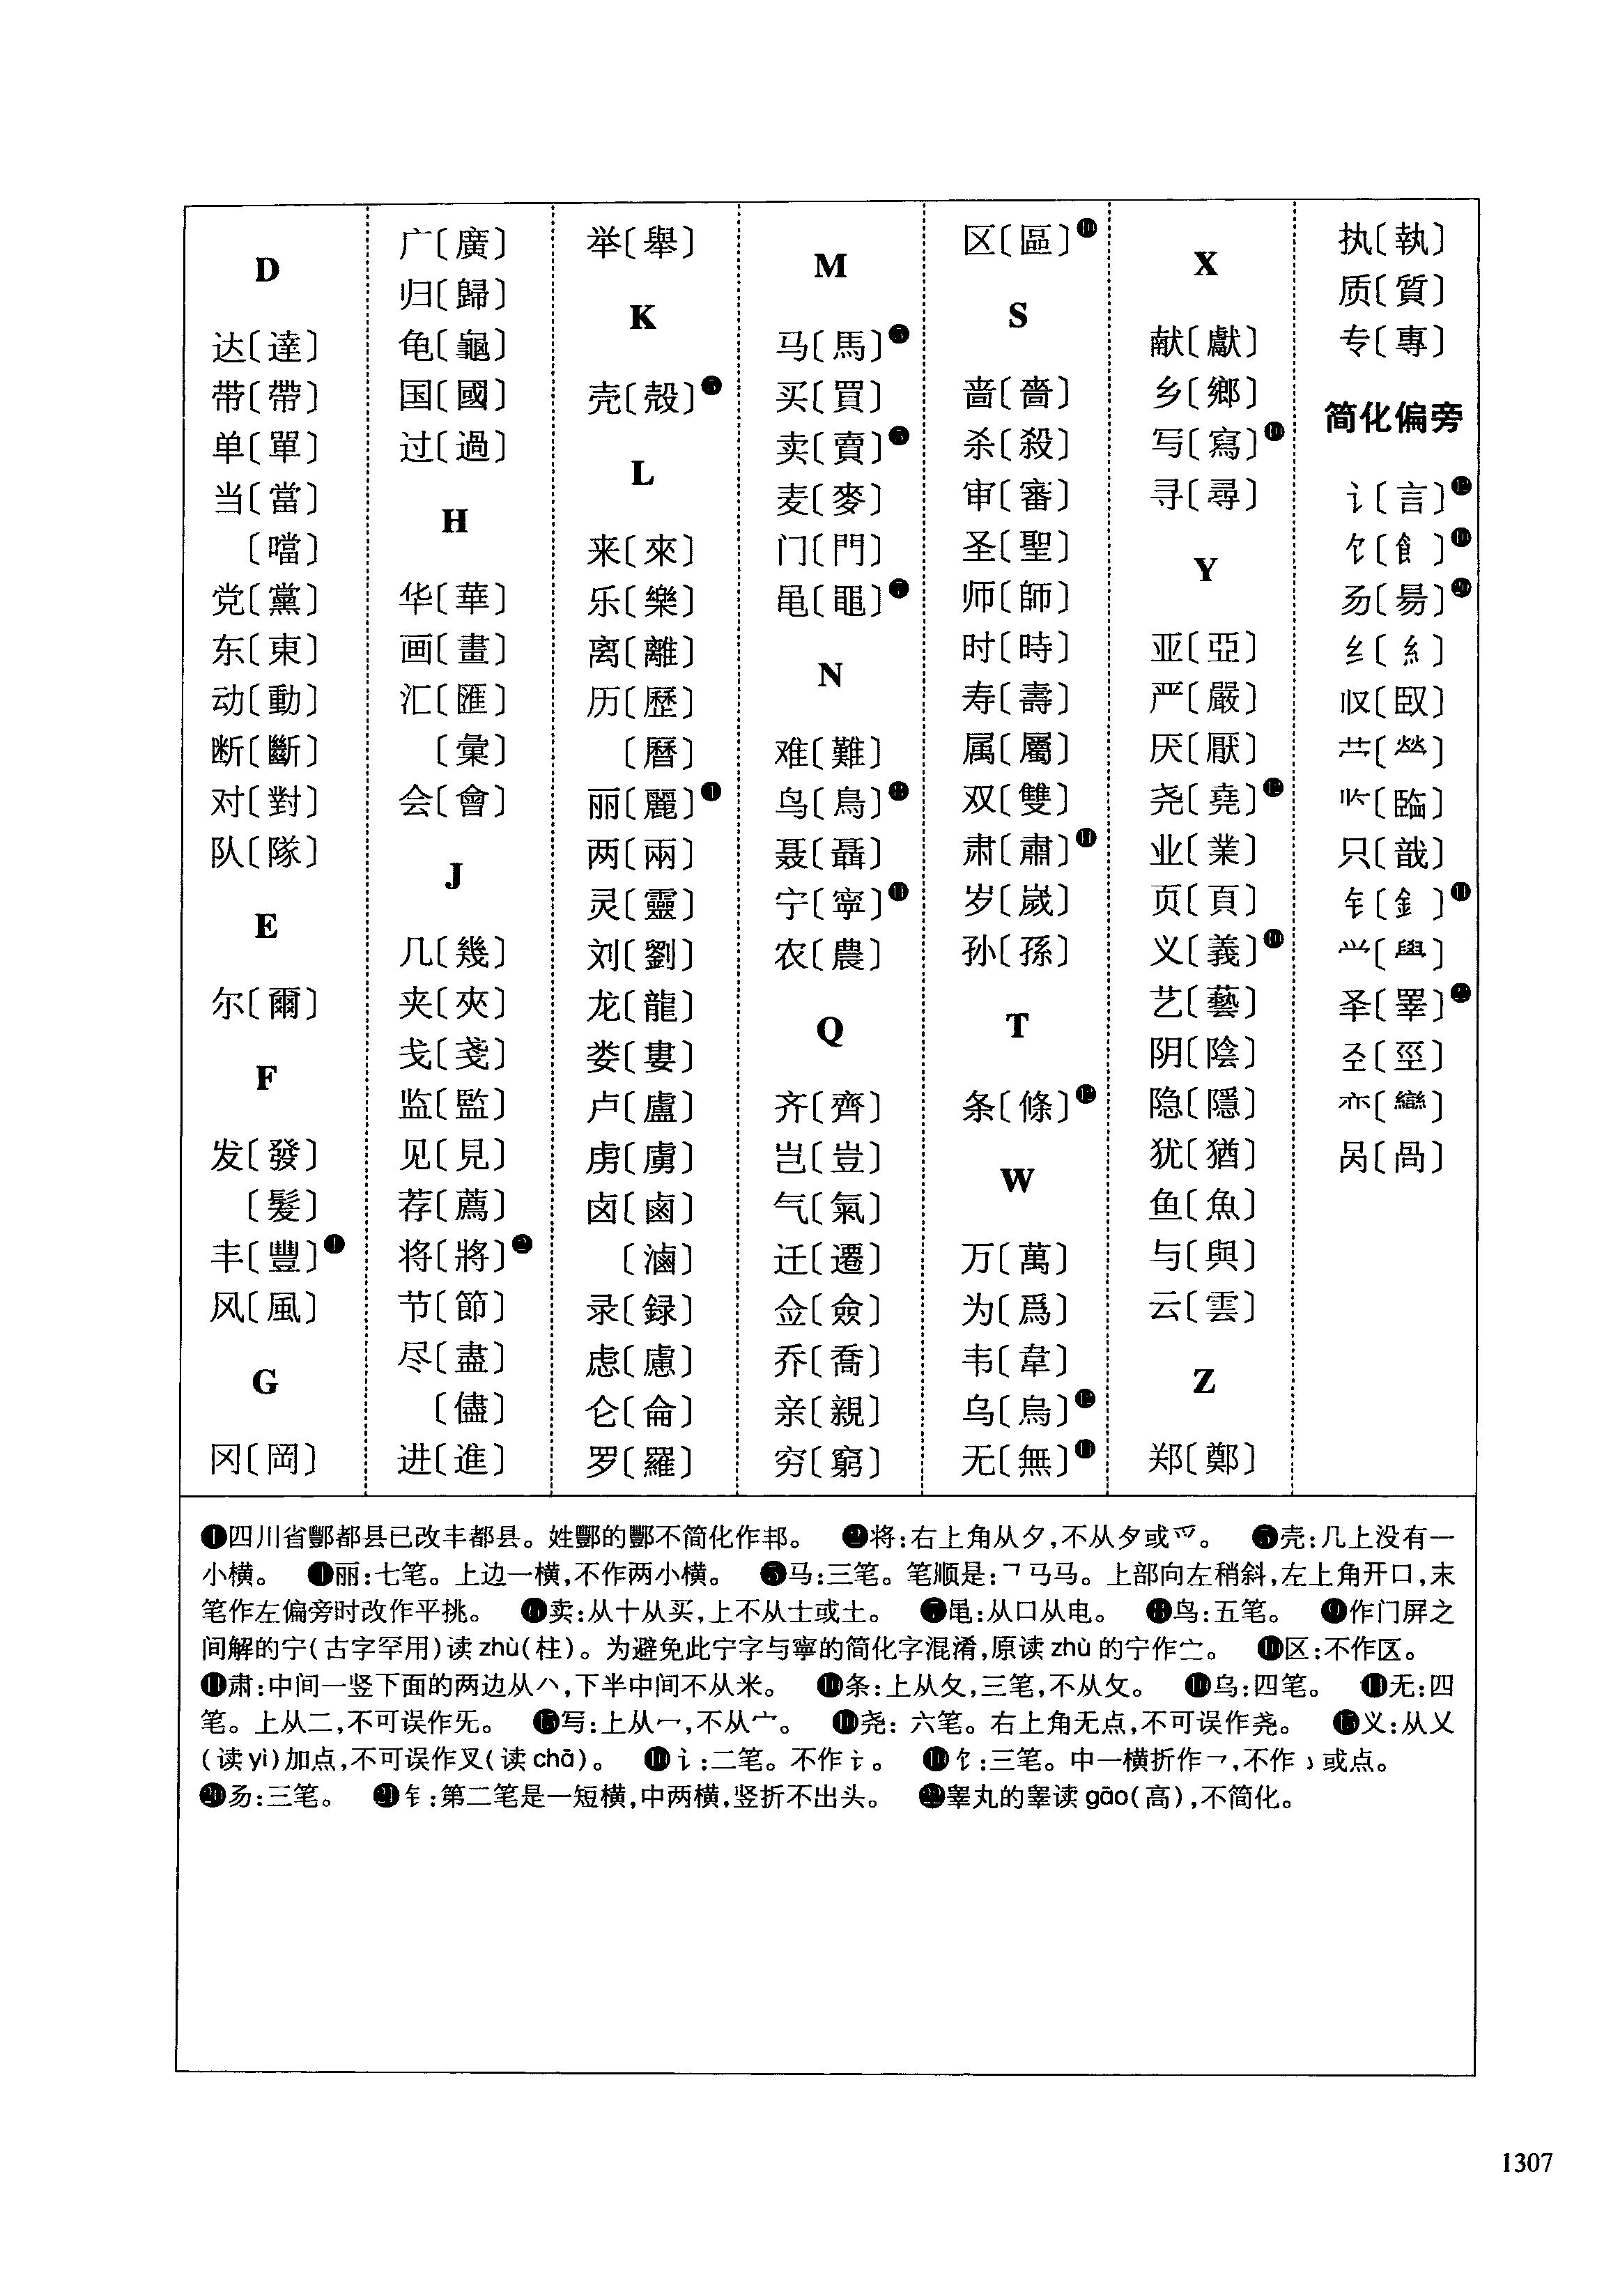 D
达〔達〕
带〔帶〕
单〔單〕
当〔當〕
〔噹〕
党〔黨〕
东〔東〕
动〔動〕
断〔斷〕
对〔對〕
队〔隊〕
E
尔〔爾〕
F
发〔發〕
〔髮〕
丰〔豐〕❶
风〔風〕
G
冈〔岡〕
广〔廣〕
归〔歸〕
龟〔龜〕
国〔國〕
过〔過〕
H
华〔華〕
画〔畫〕
汇〔匯〕
〔彙〕
会〔會〕
J
几〔幾〕
夹〔夾〕
戋〔戔〕
监〔監〕
见〔見〕
荐〔薦〕
将〔將〕❷
节〔節〕
尽〔盡〕
〔儘〕
进〔進〕
举〔舉〕
K
壳〔殼〕❸
L
来〔來〕
乐〔樂〕
离〔離〕
历〔歷〕
〔曆〕
丽〔麗〕❹
两〔兩〕
灵〔靈〕
刘〔劉〕
龙〔龍〕
娄〔婁〕
卢〔盧〕
虏〔虜〕
卤〔鹵〕
〔滷〕
录〔録〕
虑〔慮〕
仑〔侖〕
罗〔羅〕
M
马〔馬〕❺
买〔買〕
卖〔賣〕❻
麦〔麥〕
门〔門〕
黾〔黽〕❼
N
难〔難〕
鸟〔鳥〕❽
聂〔聶〕
宁〔寧〕❾
农〔農〕
Q
齐〔齊〕
岂〔豈〕
气〔氣〕
迁〔遷〕
佥〔僉〕
乔〔喬〕
亲〔親〕
穷〔窮〕
区〔區〕❿
S
啬〔嗇〕
杀〔殺〕
审〔審〕
圣〔聖〕
师〔師〕
时〔時〕
寿〔壽〕
属〔屬〕
双〔雙〕
肃〔肅〕⓫
岁〔歲〕
孙〔孫〕
T
条〔條〕⓬
W
万〔萬〕
为〔爲〕
韦〔韋〕
乌〔烏〕⓭
无〔無〕⓮
X
献〔獻〕
乡〔鄉〕
写〔寫〕⓯
寻〔尋〕
Y
亚〔亞〕
严〔嚴〕
厌〔厭〕
尧〔堯〕⓰
业〔業〕
页〔頁〕
义〔義〕⓱
艺〔藝〕
阴〔陰〕
隐〔隱〕
犹〔猶〕
鱼〔魚〕
与〔與〕
云〔雲〕
Z
郑〔鄭〕
执〔執〕
质〔質〕
专〔專〕
简化偏旁
讠〔言〕⓲
饣〔飠〕⓳
𠃓〔昜〕⓴
纟〔糹〕
〔臤〕
〔𤇾〕
〔臨〕
只〔戠〕
钅〔釒〕㉑
𰃮〔𦥯〕
〔睪〕㉒
〔巠〕
亦〔䜌〕
呙〔咼〕
❶四川省酆都县已改丰都县。姓酆的酆不简化作邦。 ❷将:右上角从夕,不从夕或爫。 ❸壳:几上没有一
小横。 ❹丽:七笔。上边一横,不作两小横。 ❺马:三笔。笔顺是:㇕马马。上部向左稍斜,左上角开口,末
笔作左偏旁时改作平挑。 ❻卖:从十从买,上不从士或土。 ❼黾:从口从电。 ❽鸟:五笔。 ❾作门屏之
间解的宁(古字罕用)读zhù(柱)。为避免此宁字与寧的简化字混淆,原读zhù的宁作㝉。 ❿区:不作区。
⓫肃:中间一竖下面的两边从八,下半中间不从米。 ⓬条:上从夂,三笔,不从攵。 ⓭乌:四笔。 ⓮无:四
笔。上从二,不可误作旡。 ⓯写:上从冖,不从宀。 ⓰尧: 六笔。右上角无点,不可误作尧。 ⓱义:从乂
(读yì)加点,不可误作叉(读chā)。 ⓲讠:二笔。不作。 ⓳饣:三笔。中一横折作㇇,不作或点。
⓴𠃓:三笔。 ㉑钅:第二笔是一短横,中两横,竖折不出头。 ㉒睾丸的睾读gāo(高),不简化。
1307